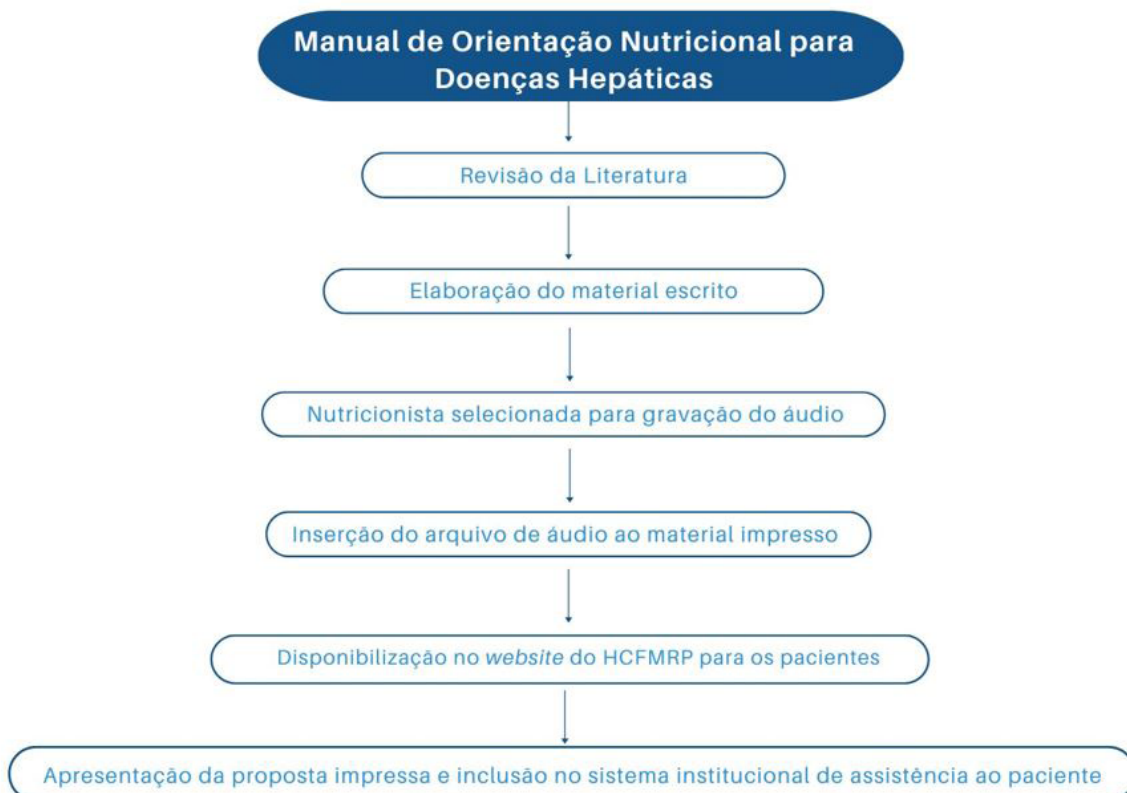 Manual de Orientação Nutricional para
Doenças Hepáticas
Revisão da Literatura
Elaboração do material escrito
Nutricionista selecionada para gravação do áudio
Inserção do arquivo de áudio ao material impresso
Disponibilização no website do HCFMRP para os pacientes
Apresentação da proposta impressa e inclusão no sistema institucional de assistência ao paciente